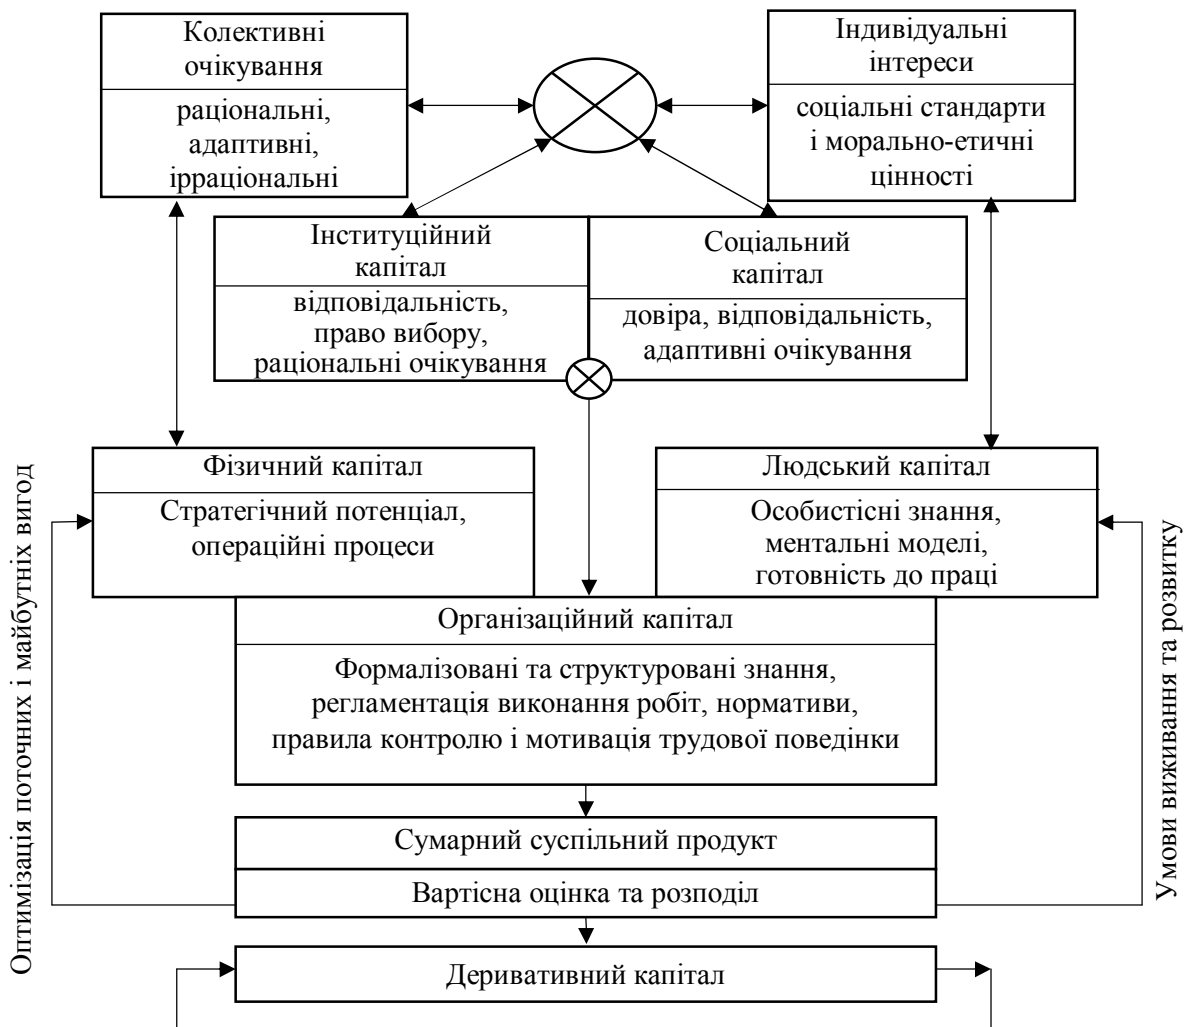 Колективні
очікування
раціональні,
адаптивні,
ірраціональні
Індивідуальні
інтереси
соціальні стандарти
і морально-етичні
цінності
Інституційний
капітал
відповідальність,
право вибору,
раціональні очікування
Соціальний
капітал
довіра, відповідальність,
адаптивні очікування
Фізичний капітал
Стратегічний потенціал,
операційні процеси
Людський капітал
Особистісні знання,
ментальні моделі,
готовність до праці
Організаційний капітал
Формалізовані та структуровані знання,
регламентація виконання робіт, нормативи,
правила контролю і мотивація трудової поведінки
Сумарний суспільний продукт
Вартісна оцінка та розподіл
Деривативний капітал
Оптимізація поточних і майбутніх вигод
Умови виживання та розвитку